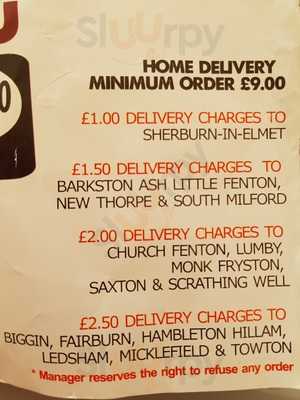 Sluurpy
HOME DELIVERY
MINIMUM ORDER £9.00
£1.00 DELIVERY CHARGES TO
SHERBURN-IN-ELMET
£1.50 DELIVERY CHARGES TO
BARKSTON ASH LITTLE FENTON,
NEW THORPE & SOUTH MILFORD
£2.00 DELIVERY CHARGES TO
CHURCH FENTON, LUMBY,
MONK FRYSTON,
SAXTON & SCRATHING WELL
£2.50 DELIVERY CHARGES TO
BIGGIN, FAIRBURN, HAMBLETON HILLAM,
LEDSHAM, MICKLEFIELD & TOWTON
* Manager reserves the right to refuse any order